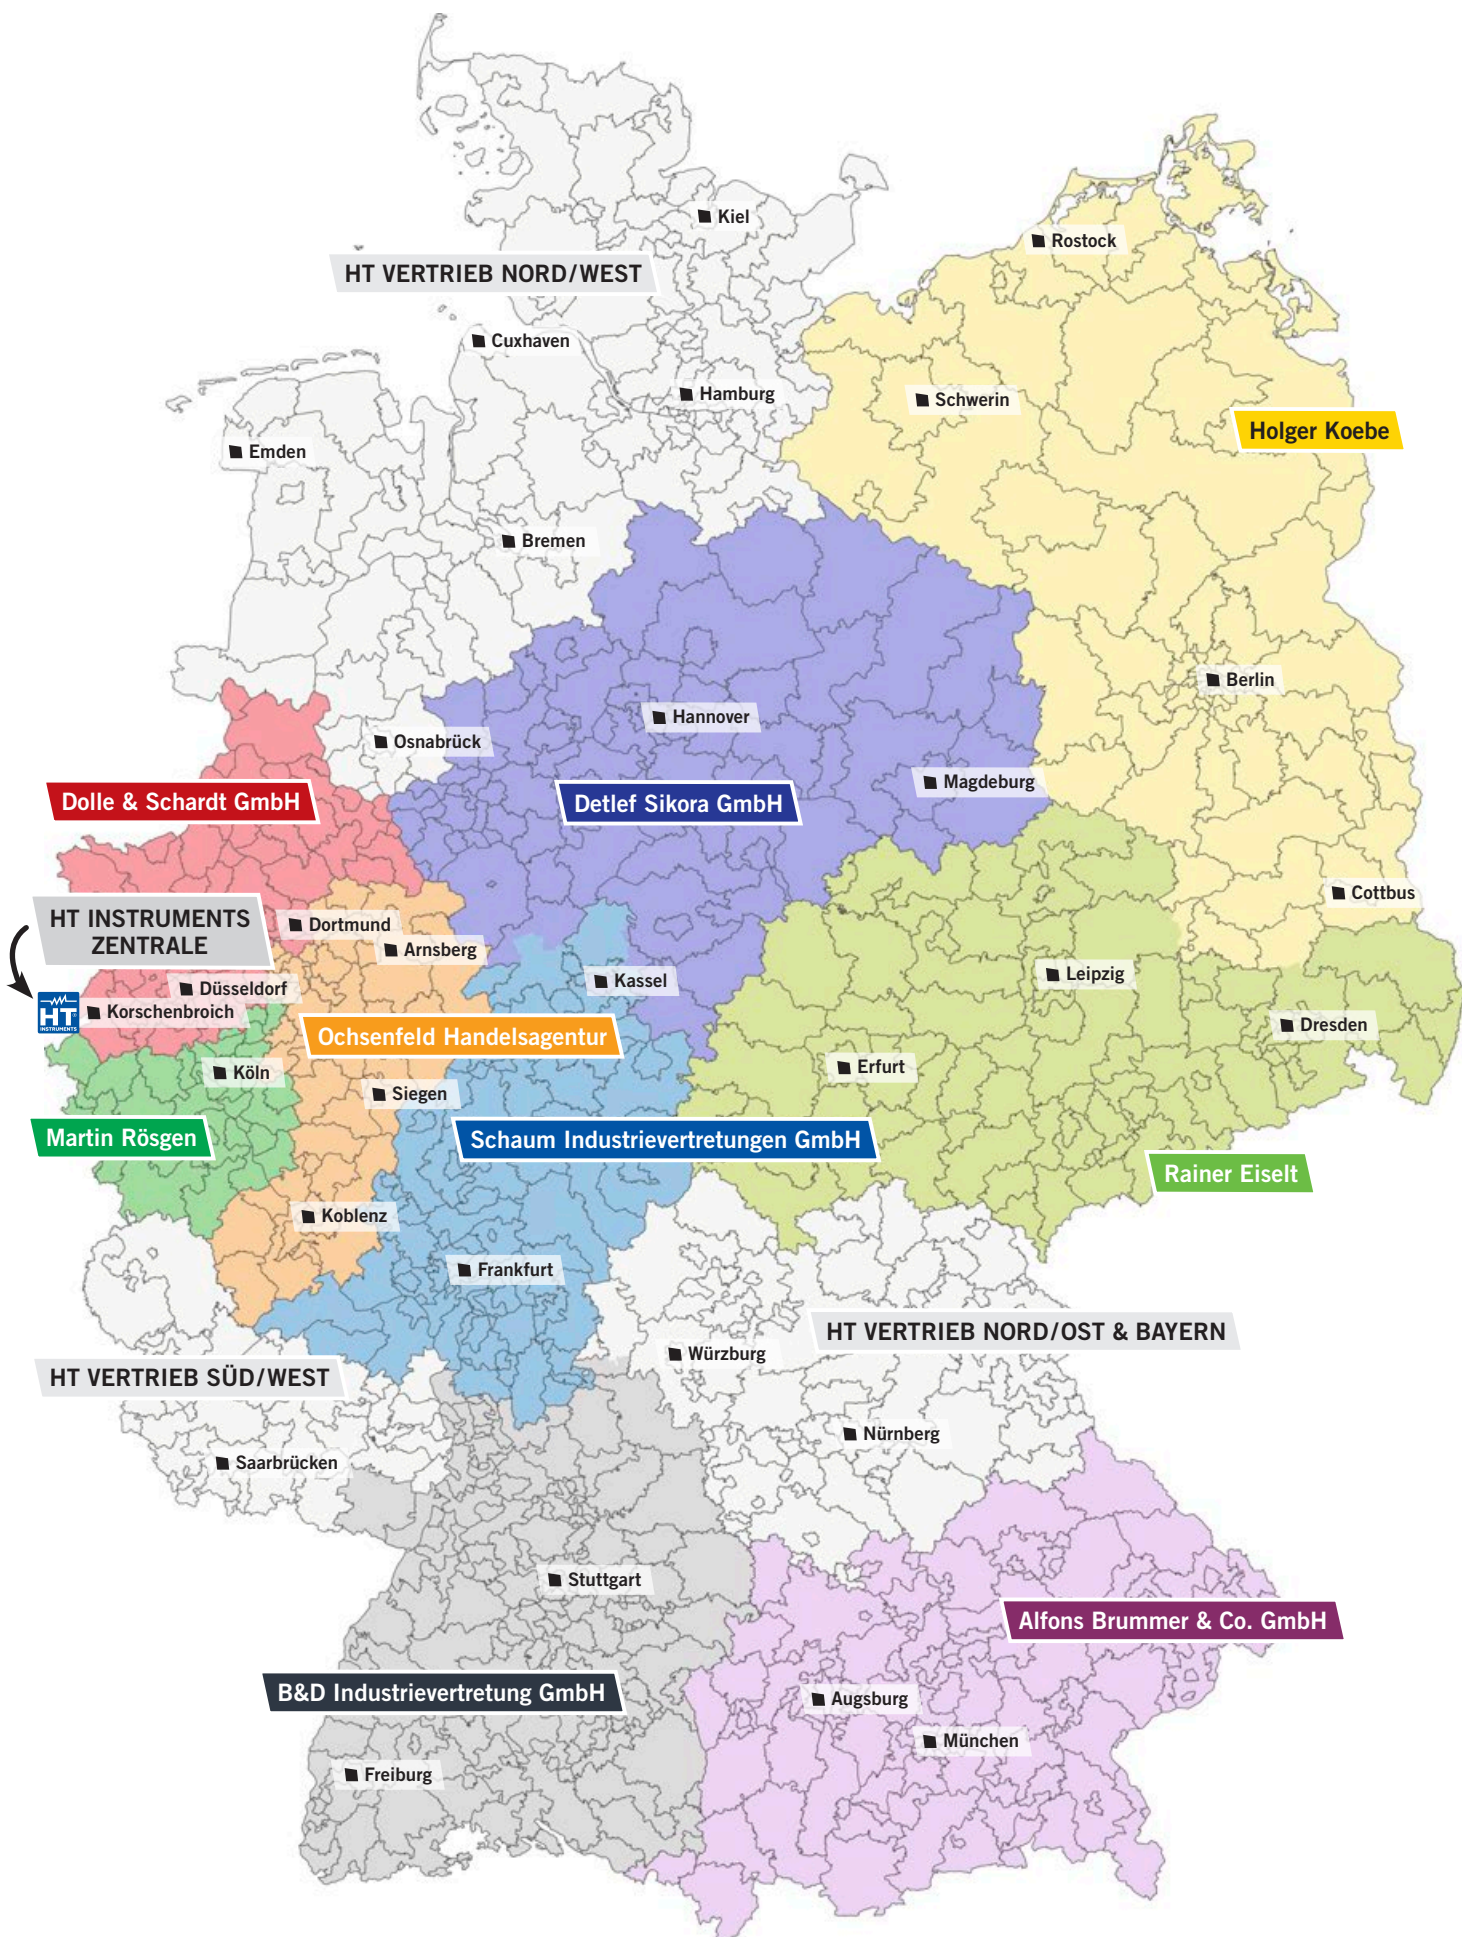 Kiel
Rostock
HT VERTRIEB NORD/WEST
Cuxhaven
Hamburg
Schwerin
Holger Koebe
Emden
Bremen
Berlin
Hannover
Osnabrück
Magdeburg
Dolle & Schardt GmbH
Detlef Sikora GmbH
Cottbus
HT INSTRUMENTS
ZENTRALE
Dortmund
Arnsberg
Leipzig
Kassel
Düsseldorf
HT
INSTRUMENTS
Korschenbroich
Dresden
Ochsenfeld Handelsagentur
Erfurt
Köln
Siegen
Martin Rösgen
Schaum Industrievertretungen GmbH
Rainer Eiselt
Koblenz
Frankfurt
HT VERTRIEB NORD/OST & BAYERN
Würzburg
HT VERTRIEB SÜD/WEST
Nürnberg
Saarbrücken
Stuttgart
Alfons Brummer & Co. GmbH
B&D Industrievertretung GmbH
Augsburg
München
Freiburg